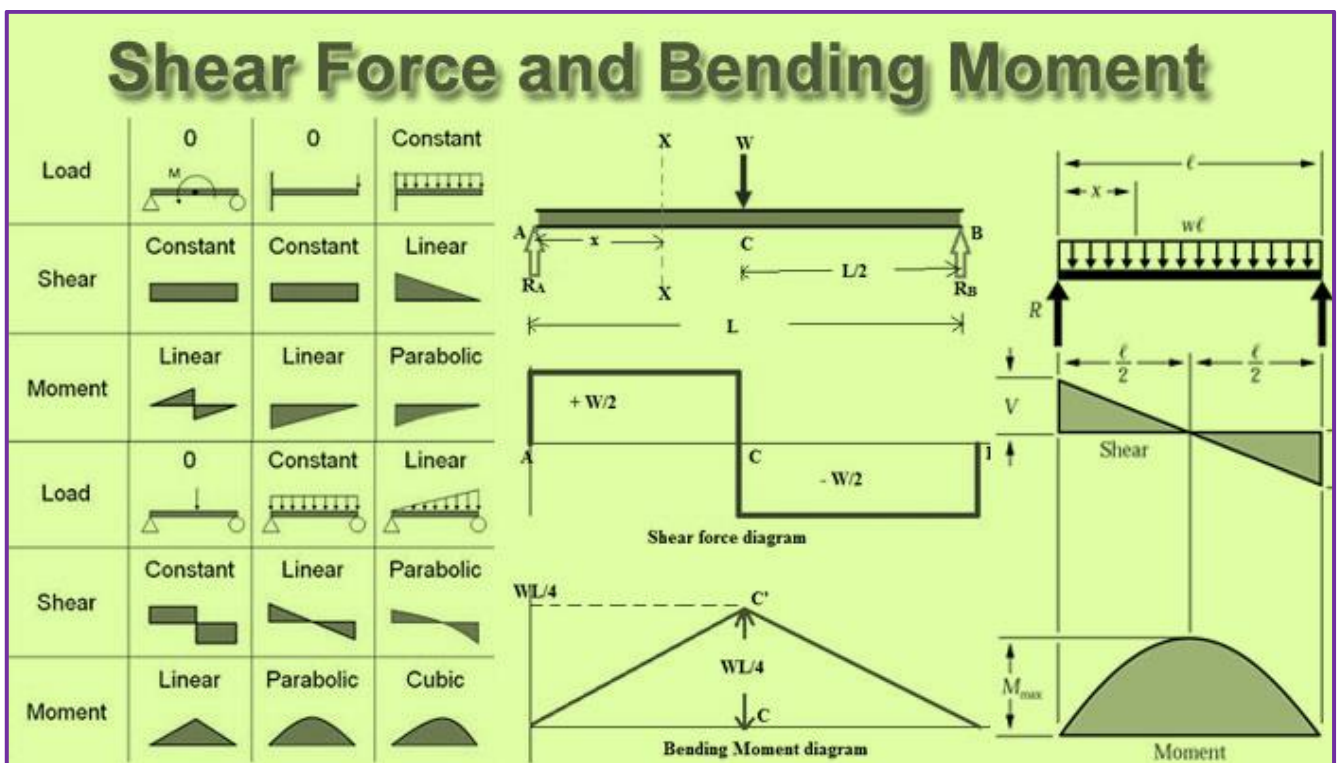 Shear Force and Bending Moment
0 0 Constant
Load
M
Constant Constant Linear
Shear
Linear Linear Parabolic
Moment
0 Constant Linear
Load
Constant Linear Parabolic
Shear
Linear Parabolic Cubic
Moment
X W
A x C B
L/2
RA X RB
L
+ W/2
A C
- W/2
Shear force diagram
WL/4 C'
WL/4
C
Bending Moment diagram
ℓ
x
wℓ
R
ℓ/2 ℓ/2
V
Shear
Mmax
Moment